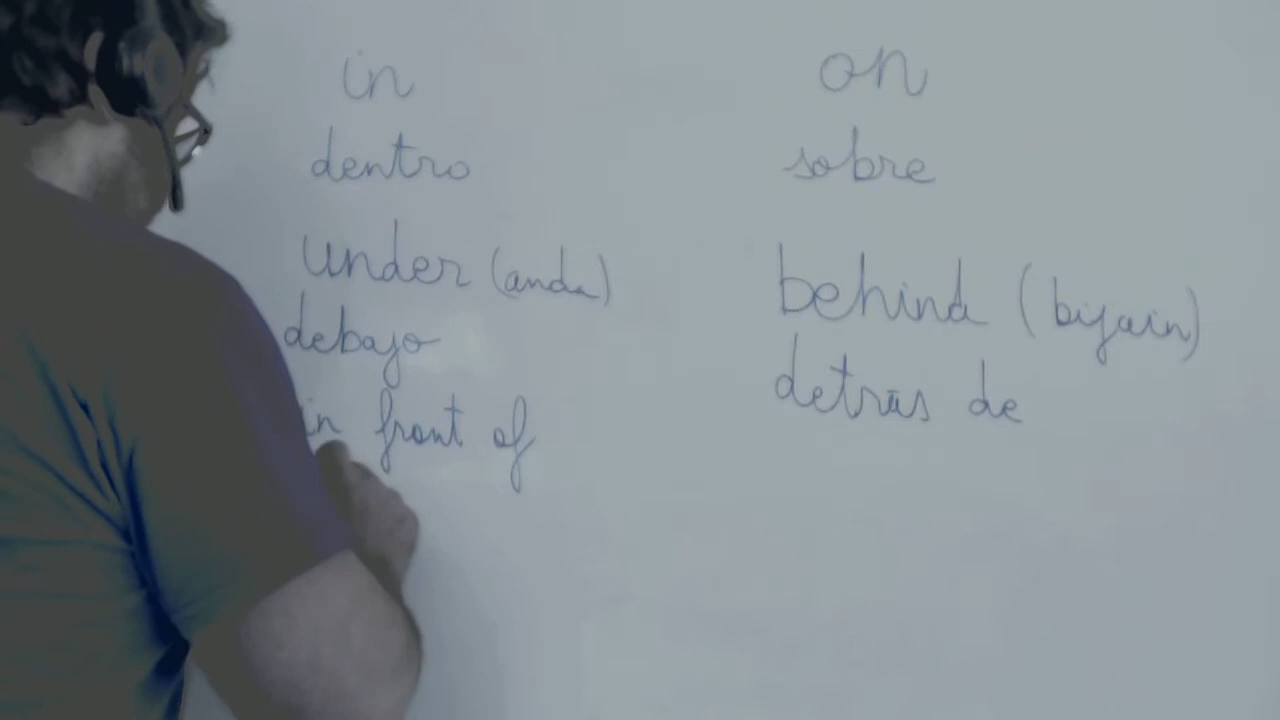 in
dentro
under (anda)
debajo
in front of
on
sobre
behind (bijain)
detrás de